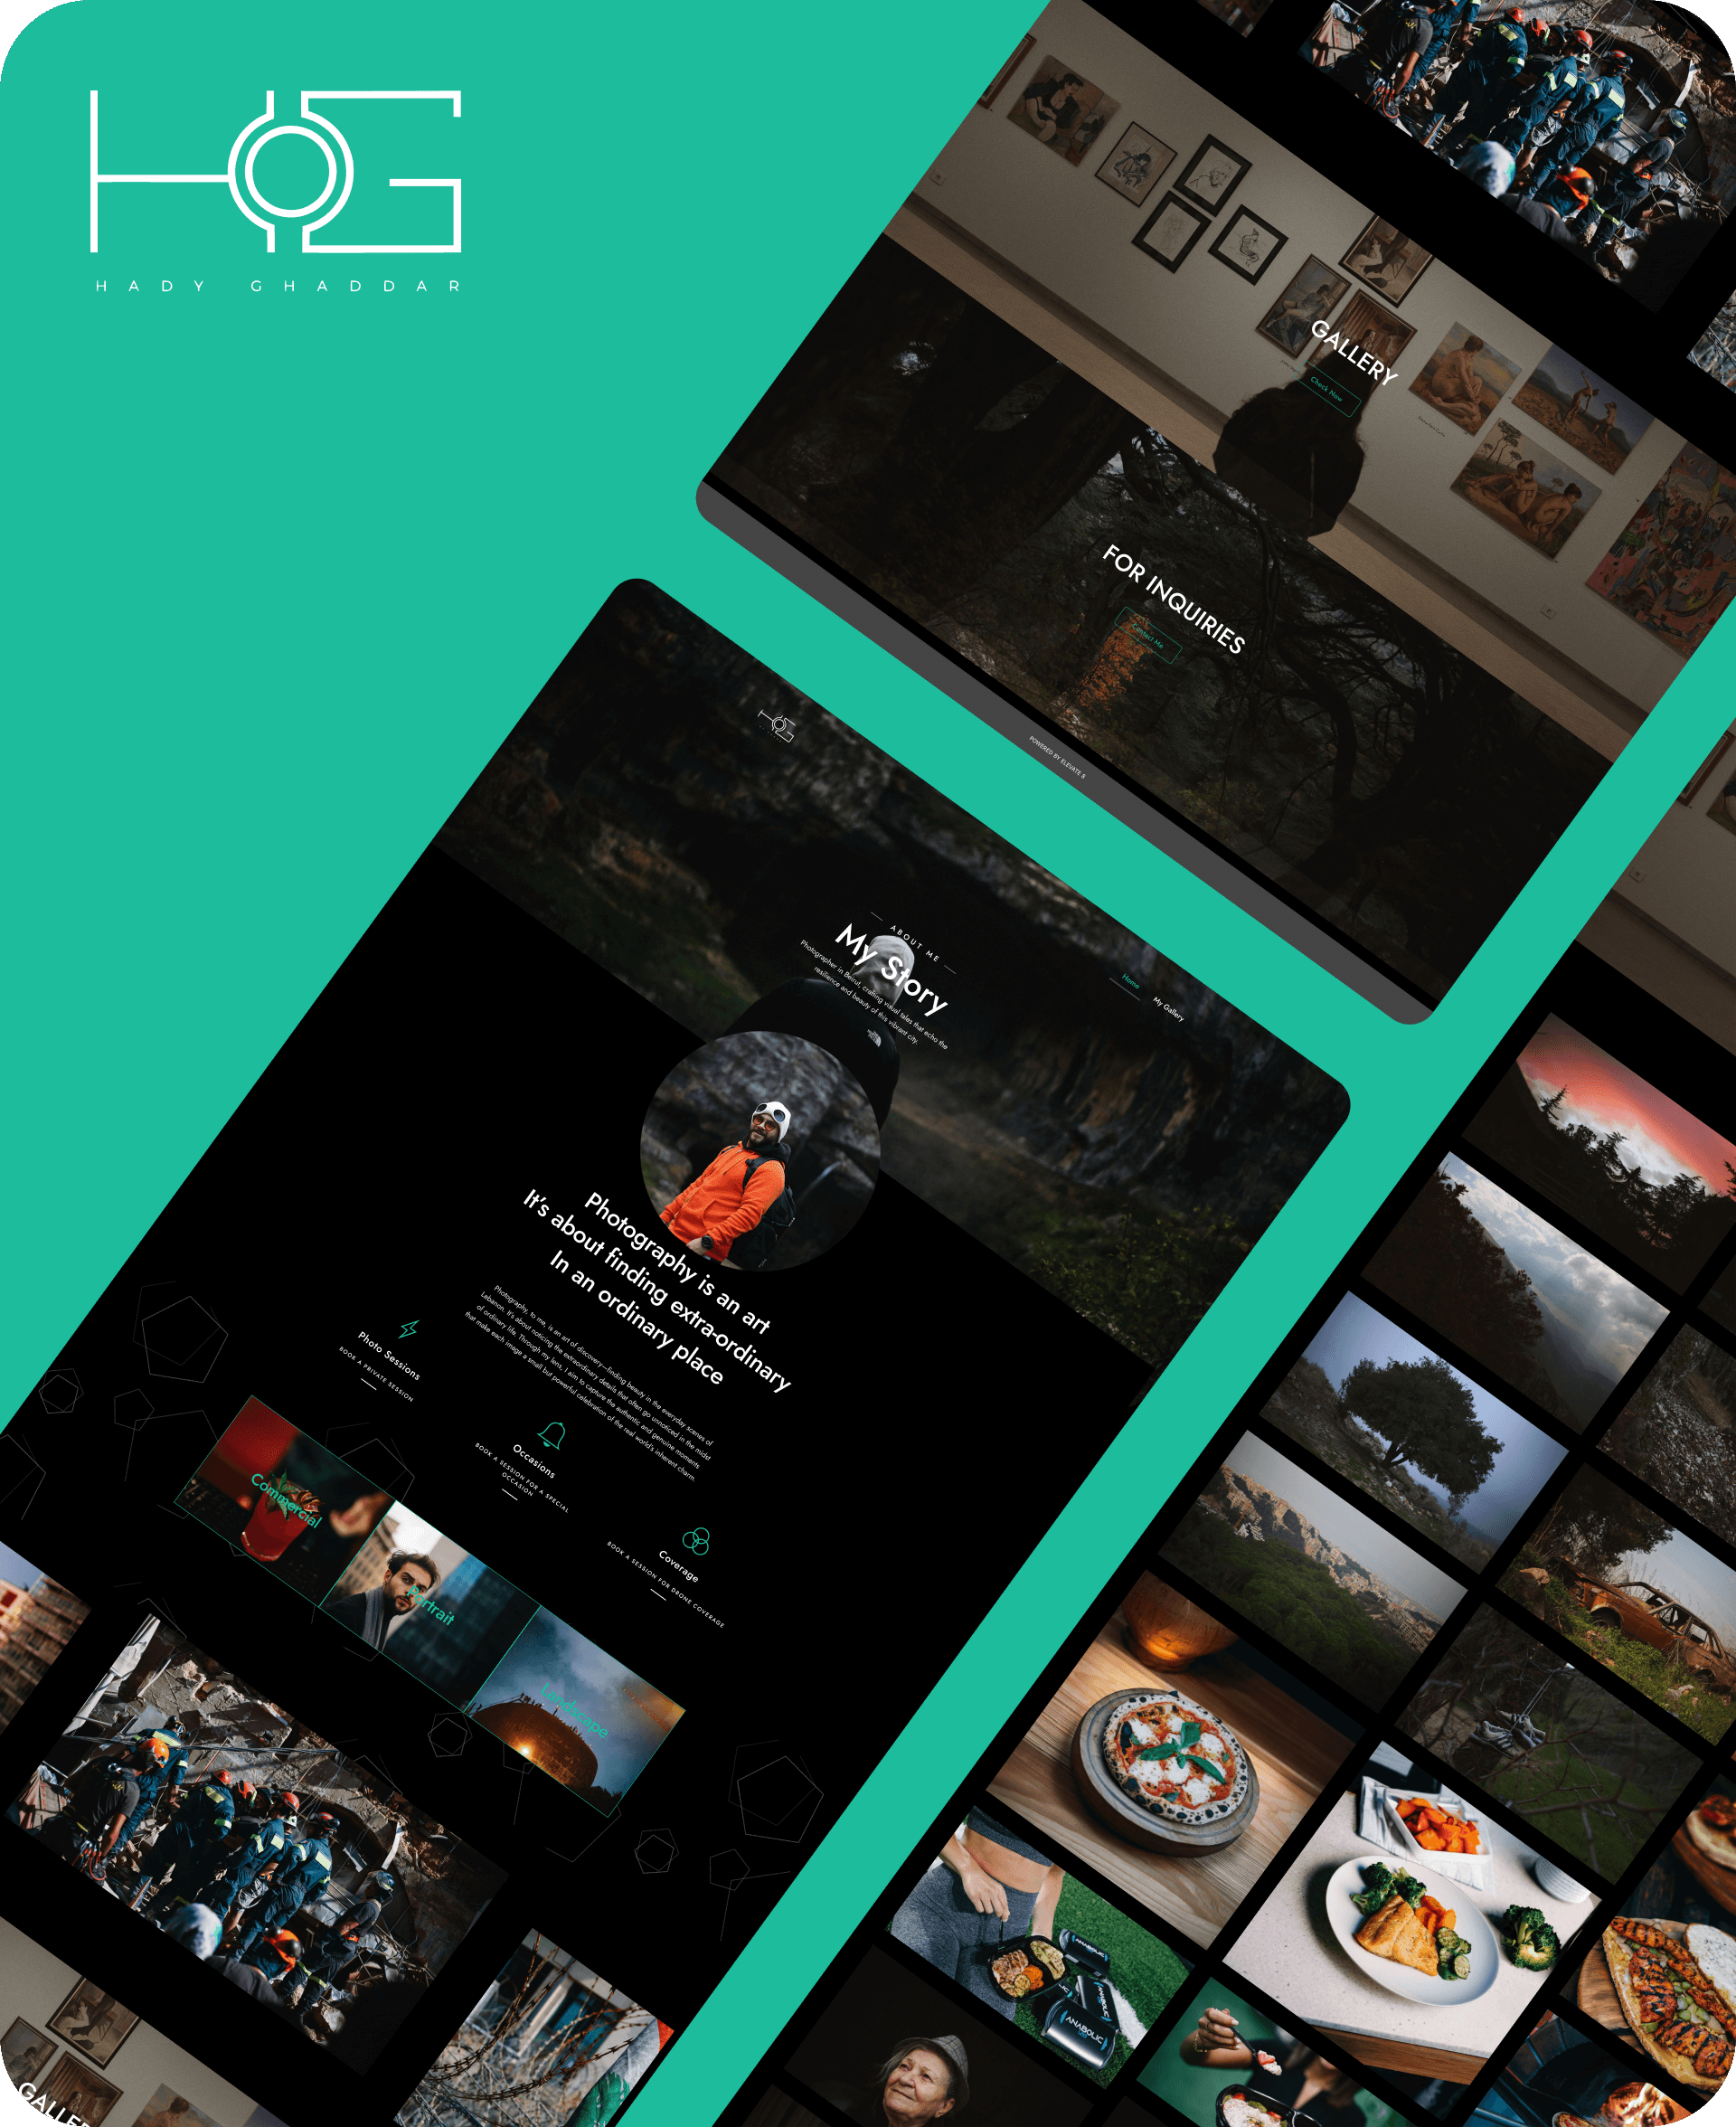 HG
HADY GHADDAR
GALLERY
Check Now
FOR INQUIRIES
Contact Me
POWERED BY ELEVATE 8
HG
Home
My Gallery
ABOUT ME
My Story
Photographer in Beirut, crafting visual tales that echo the
resilience and beauty of this vibrant city.
Photography is an art
It's about finding extra-ordinary
In an ordinary place
Photography, to me, is an art of discovery—finding beauty in the everyday scenes of
Lebanon. It's about noticing the extraordinary details that often go unnoticed in the midst
of ordinary life. Through my lens, I aim to capture the authentic and genuine moments
that make each image a small but powerful celebration of the real world's inherent charm.
Photo Sessions
BOOK A PRIVATE SESSION
Occasions
BOOK A SESSION FOR A SPECIAL
OCCASION
Coverage
BOOK A SESSION FOR DRONE COVERAGE
Commercial
Portrait
Landscape
ANABOLIC
ANABOLIC
GALLER